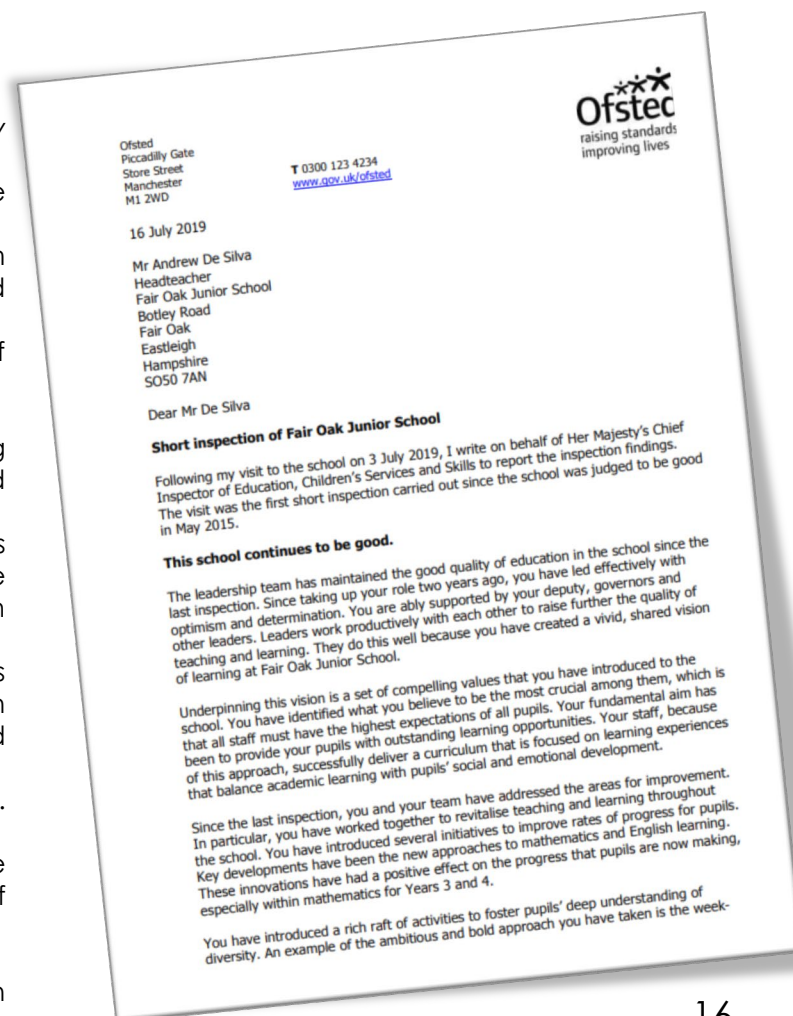 Ofsted
raising standards
improving lives
Ofsted
Piccadilly Gate
Store Street
Manchester
M1 2WD
T 0300 123 4234
www.gov.uk/ofsted
16 July 2019
Mr Andrew De Silva
Headteacher
Fair Oak Junior School
Botley Road
Fair Oak
Eastleigh
Hampshire
SO50 7AN
Dear Mr De Silva
Short inspection of Fair Oak Junior School
Following my visit to the school on 3 July 2019, I write on behalf of Her Majesty's Chief
Inspector of Education, Children's Services and Skills to report the inspection findings.
The visit was the first short inspection carried out since the school was judged to be good
in May 2015.
This school continues to be good.
The leadership team has maintained the good quality of education in the school since the
last inspection. Since taking up your role two years ago, you have led effectively with
optimism and determination. You are ably supported by your deputy, governors and
other leaders. Leaders work productively with each other to raise further the quality of
teaching and learning. They do this well because you have created a vivid, shared vision
of learning at Fair Oak Junior School.
Underpinning this vision is a set of compelling values that you have introduced to the
school. You have identified what you believe to be the most crucial among them, which is
that all staff must have the highest expectations of all pupils. Your fundamental aim has
been to provide your pupils with outstanding learning opportunities. Your staff, because
of this approach, successfully deliver a curriculum that is focused on learning experiences
that balance academic learning with pupils' social and emotional development.
Since the last inspection, you and your team have addressed the areas for improvement.
In particular, you have worked together to revitalise teaching and learning throughout
the school. You have introduced several initiatives to improve rates of progress for pupils.
Key developments have been the new approaches to mathematics and English learning.
These innovations have had a positive effect on the progress that pupils are now making,
especially within mathematics for Years 3 and 4.
You have introduced a rich raft of activities to foster pupils' deep understanding of
diversity. An example of the ambitious and bold approach you have taken is the week-
16